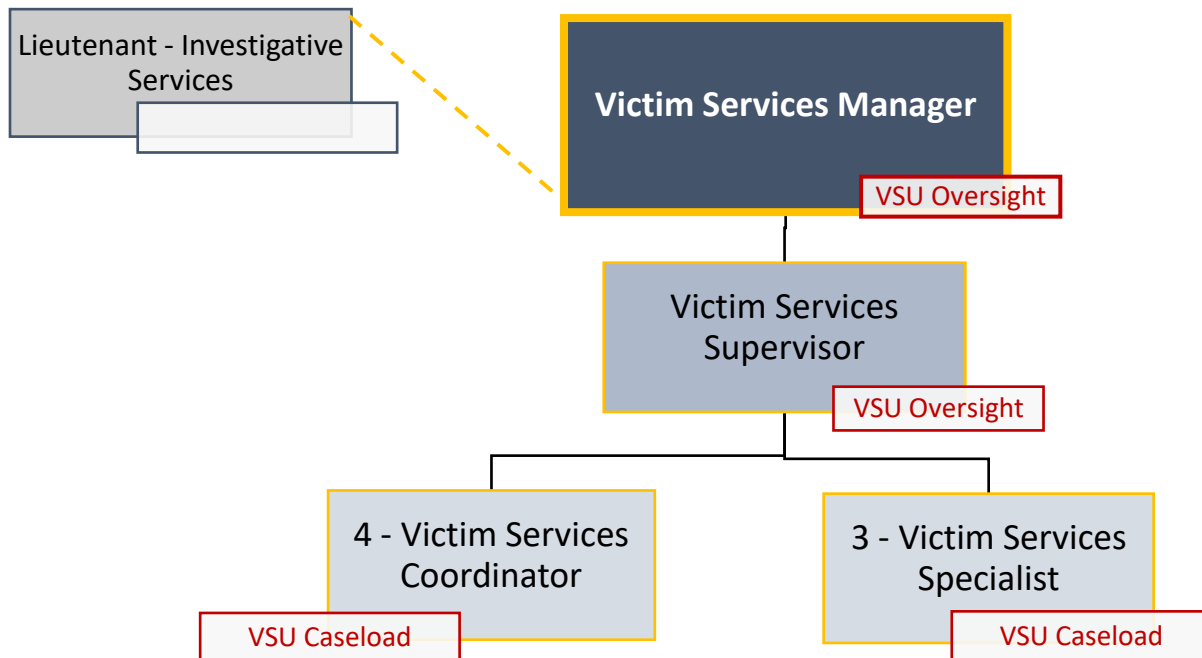 Lieutenant - Investigative
Services
Victim Services Manager
VSU Oversight
Victim Services
Supervisor
VSU Oversight
4 - Victim Services
Coordinator
VSU Caseload
3 - Victim Services
Specialist
VSU Caseload